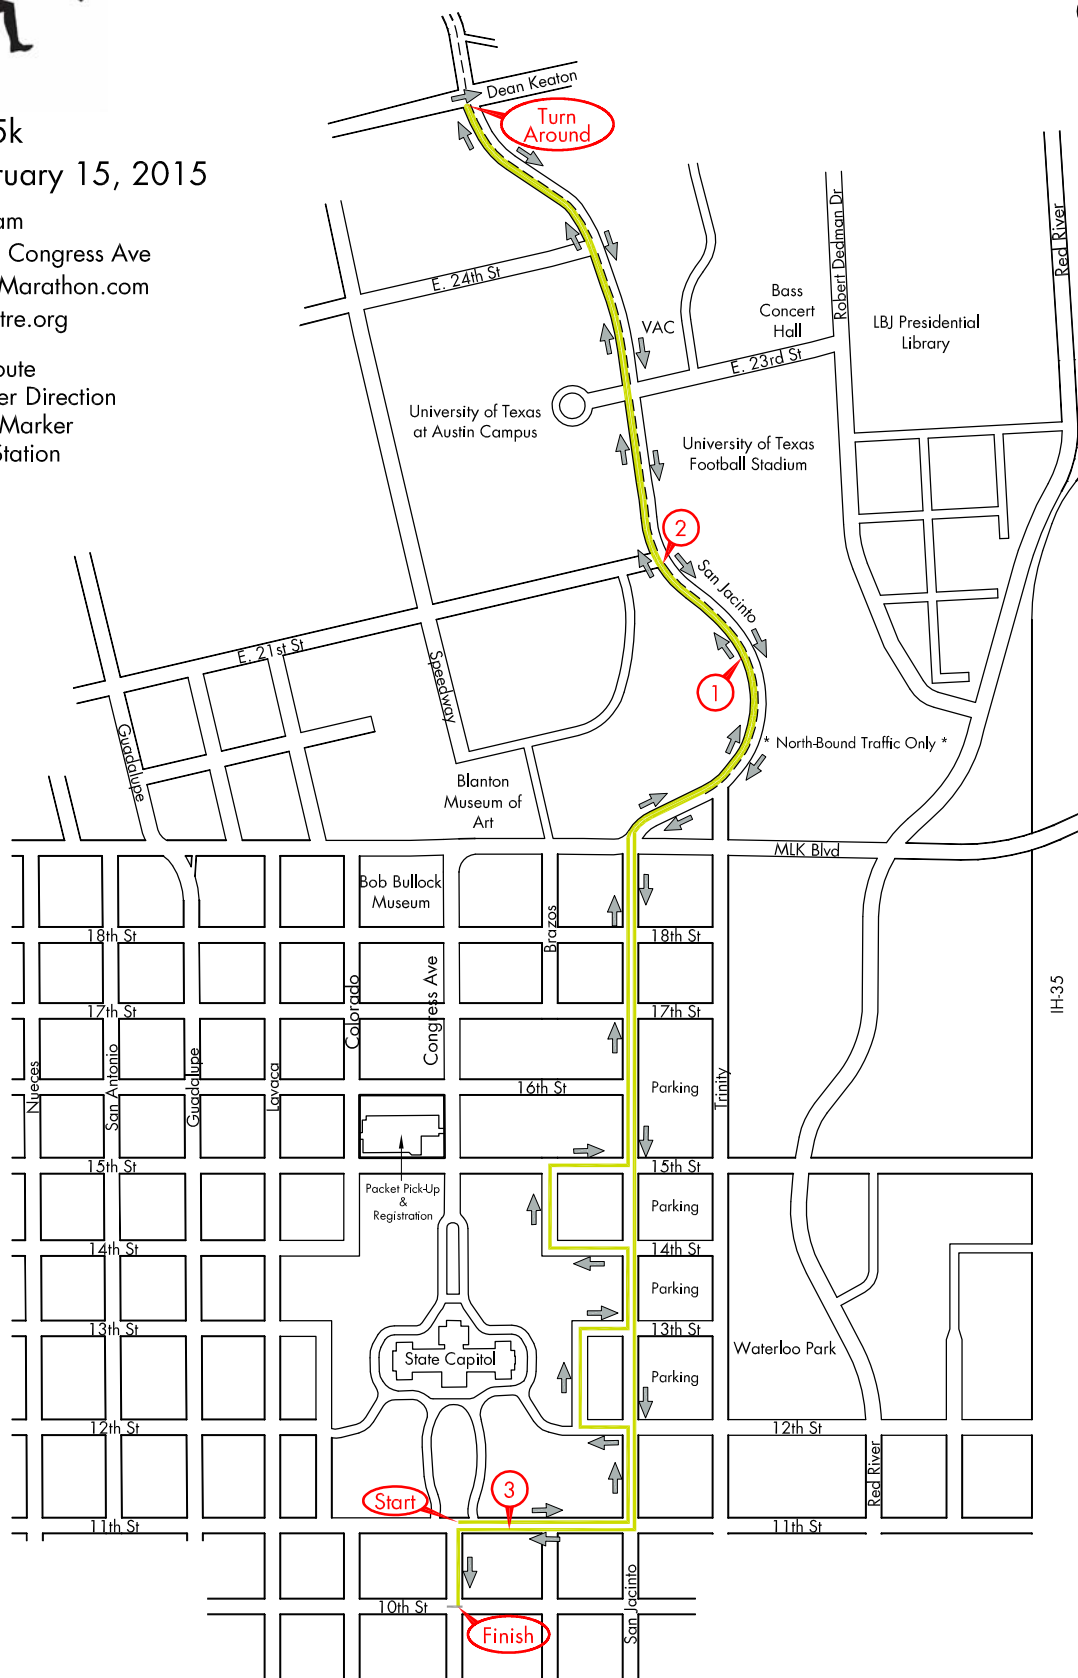 5k
ruary 15, 2015
am
Congress Ave
Marathon.com
tre.org
oute
er Direction
Marker
Station
Dean Keaton
Turn
Around
E. 24th St
VAC
Bass
Concert
Hall
Robert Dedman Dr
Red River
LBJ Presidential
Library
E. 23rd St
University of Texas
at Austin Campus
University of Texas
Football Stadium
2
San Jacinto
E. 21st St
Speedway
1
Guadalupe
* North-Bound Traffic Only *
Blanton
Museum of
Art
MLK Blvd
Bob Bullock
Museum
Brazos
18th St
18th St
Colorado
Congress Ave
17th St
17th St
IH-35
Nueces
San Antonio
Guadalupe
Lavaca
16th St
Parking
Trinity
15th St
15th St
Packet Pick-Up
&
Registration
Parking
14th St
14th St
Parking
13th St
13th St
State Capitol
Waterloo Park
Parking
12th St
12th St
Red River
Start
3
11th St
11th St
San Jacinto
10th St
Finish